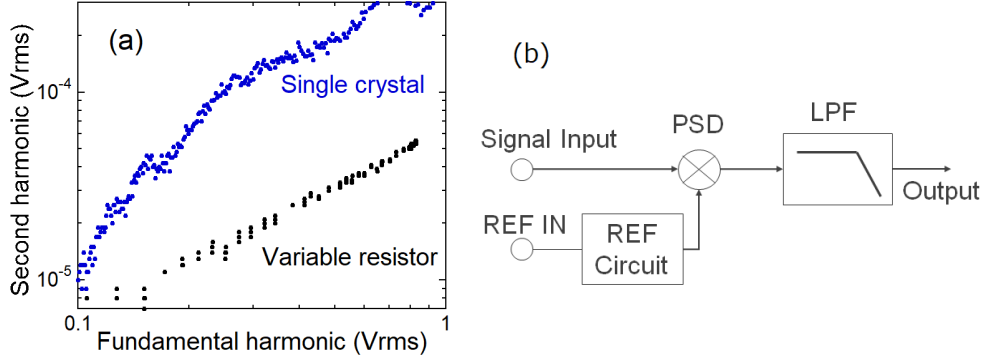 (a)
Single crystal
Variable resistor
Second harmonic (Vrms)
10⁻⁴
10⁻⁵
0.1
1
Fundamental harmonic (Vrms)
(b)
PSD
LPF
Signal Input
REF IN
REF
Circuit
Output